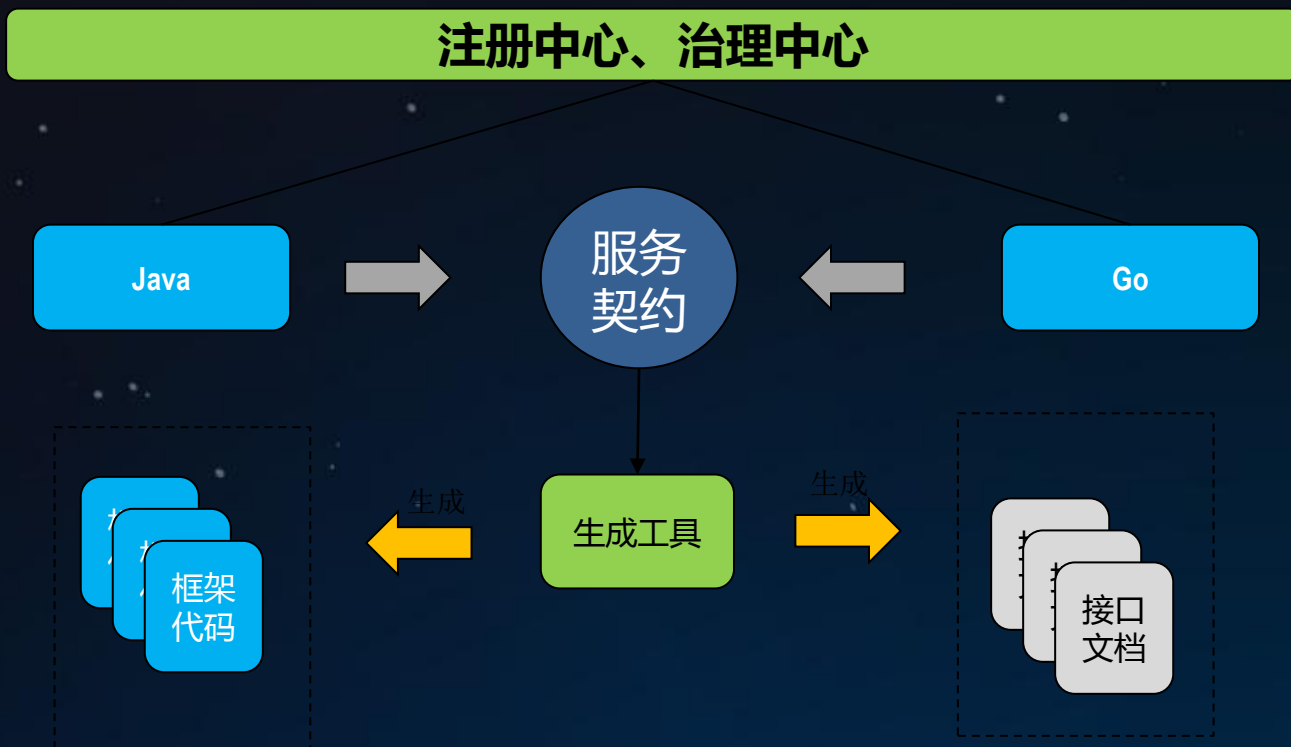 注册中心、治理中心
Java
服务
契约
Go
生成
生成
生成工具
框架
代码
接口
文档